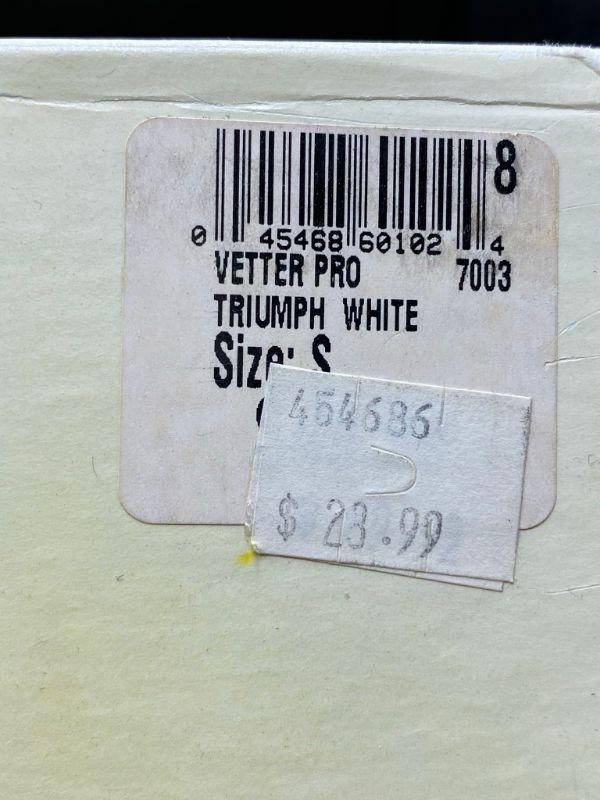 8
0 45468 60102 4
VETTER PRO 7003
TRIUMPH WHITE
Size: S
454686
$ 23.99